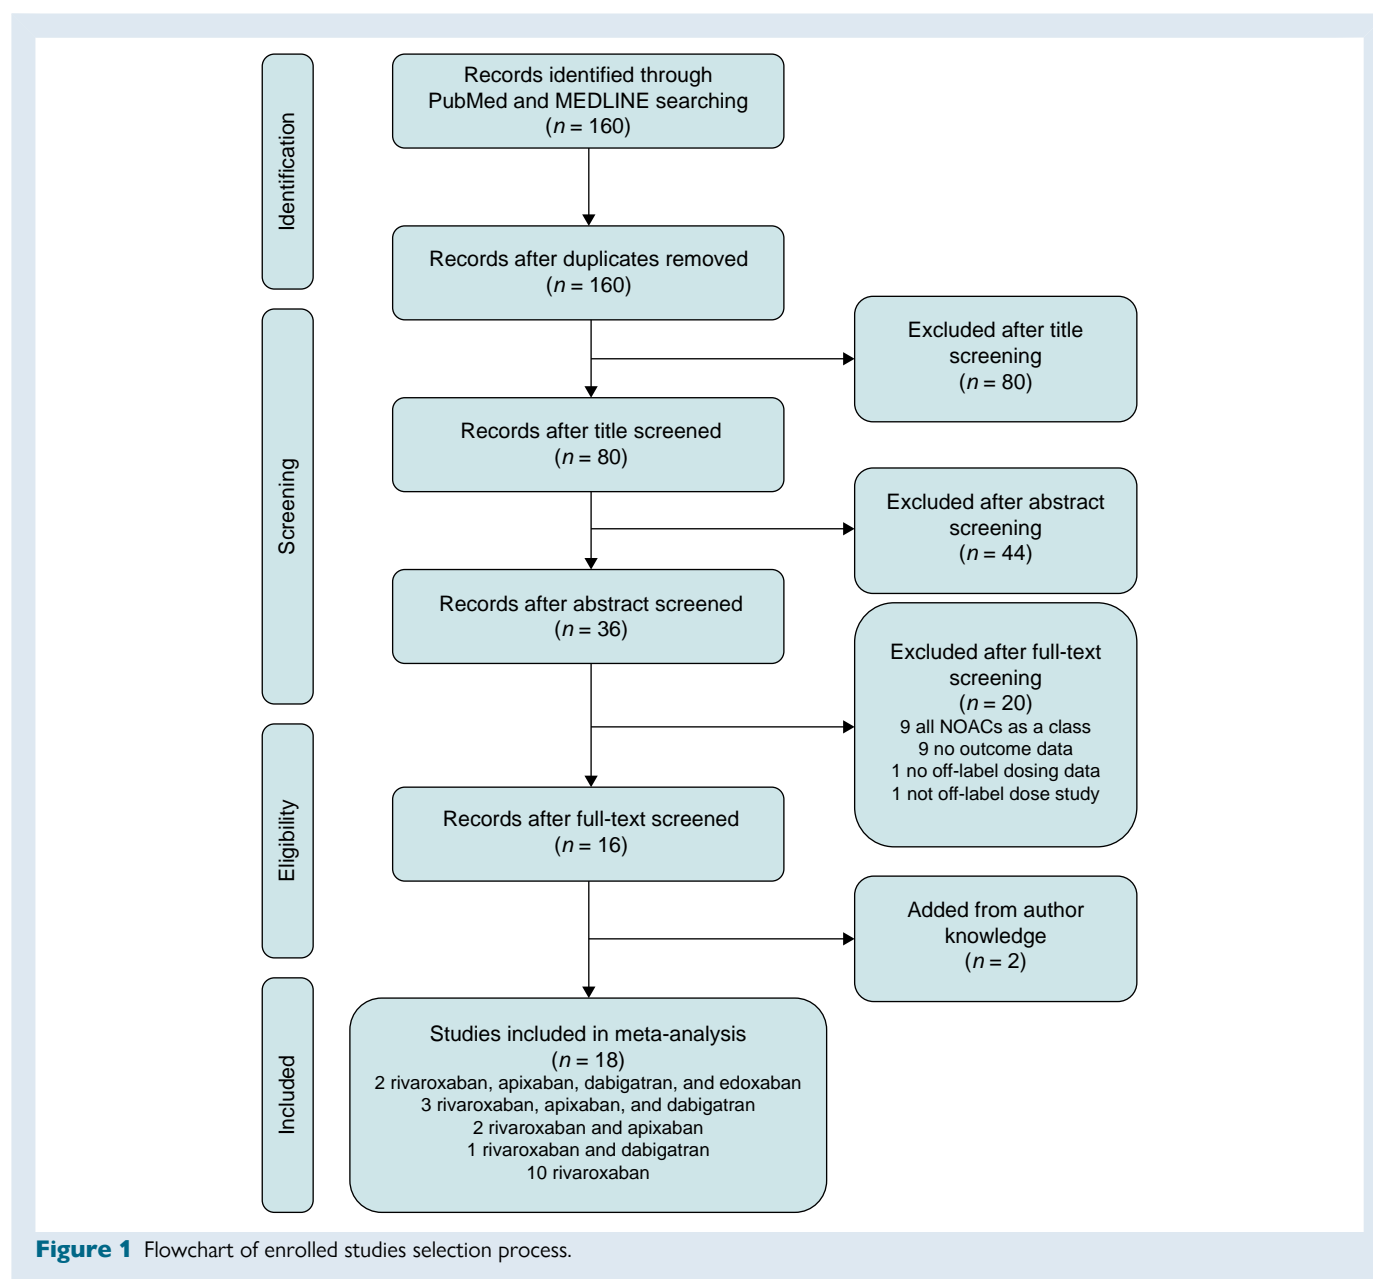 Identification
Records identified through
PubMed and MEDLINE searching
(n = 160)
Records after duplicates removed
(n = 160)
Screening
Excluded after title
screening
(n = 80)
Records after title screened
(n = 80)
Excluded after abstract
screening
(n = 44)
Records after abstract screened
(n = 36)
Excluded after full-text
screening
(n = 20)
9 all NOACs as a class
9 no outcome data
1 no off-label dosing data
1 not off-label dose study
Eligibility
Records after full-text screened
(n = 16)
Added from author
knowledge
(n = 2)
Included
Studies included in meta-analysis
(n = 18)
2 rivaroxaban, apixaban, dabigatran, and edoxaban
3 rivaroxaban, apixaban, and dabigatran
2 rivaroxaban and apixaban
1 rivaroxaban and dabigatran
10 rivaroxaban
Figure 1 Flowchart of enrolled studies selection process.